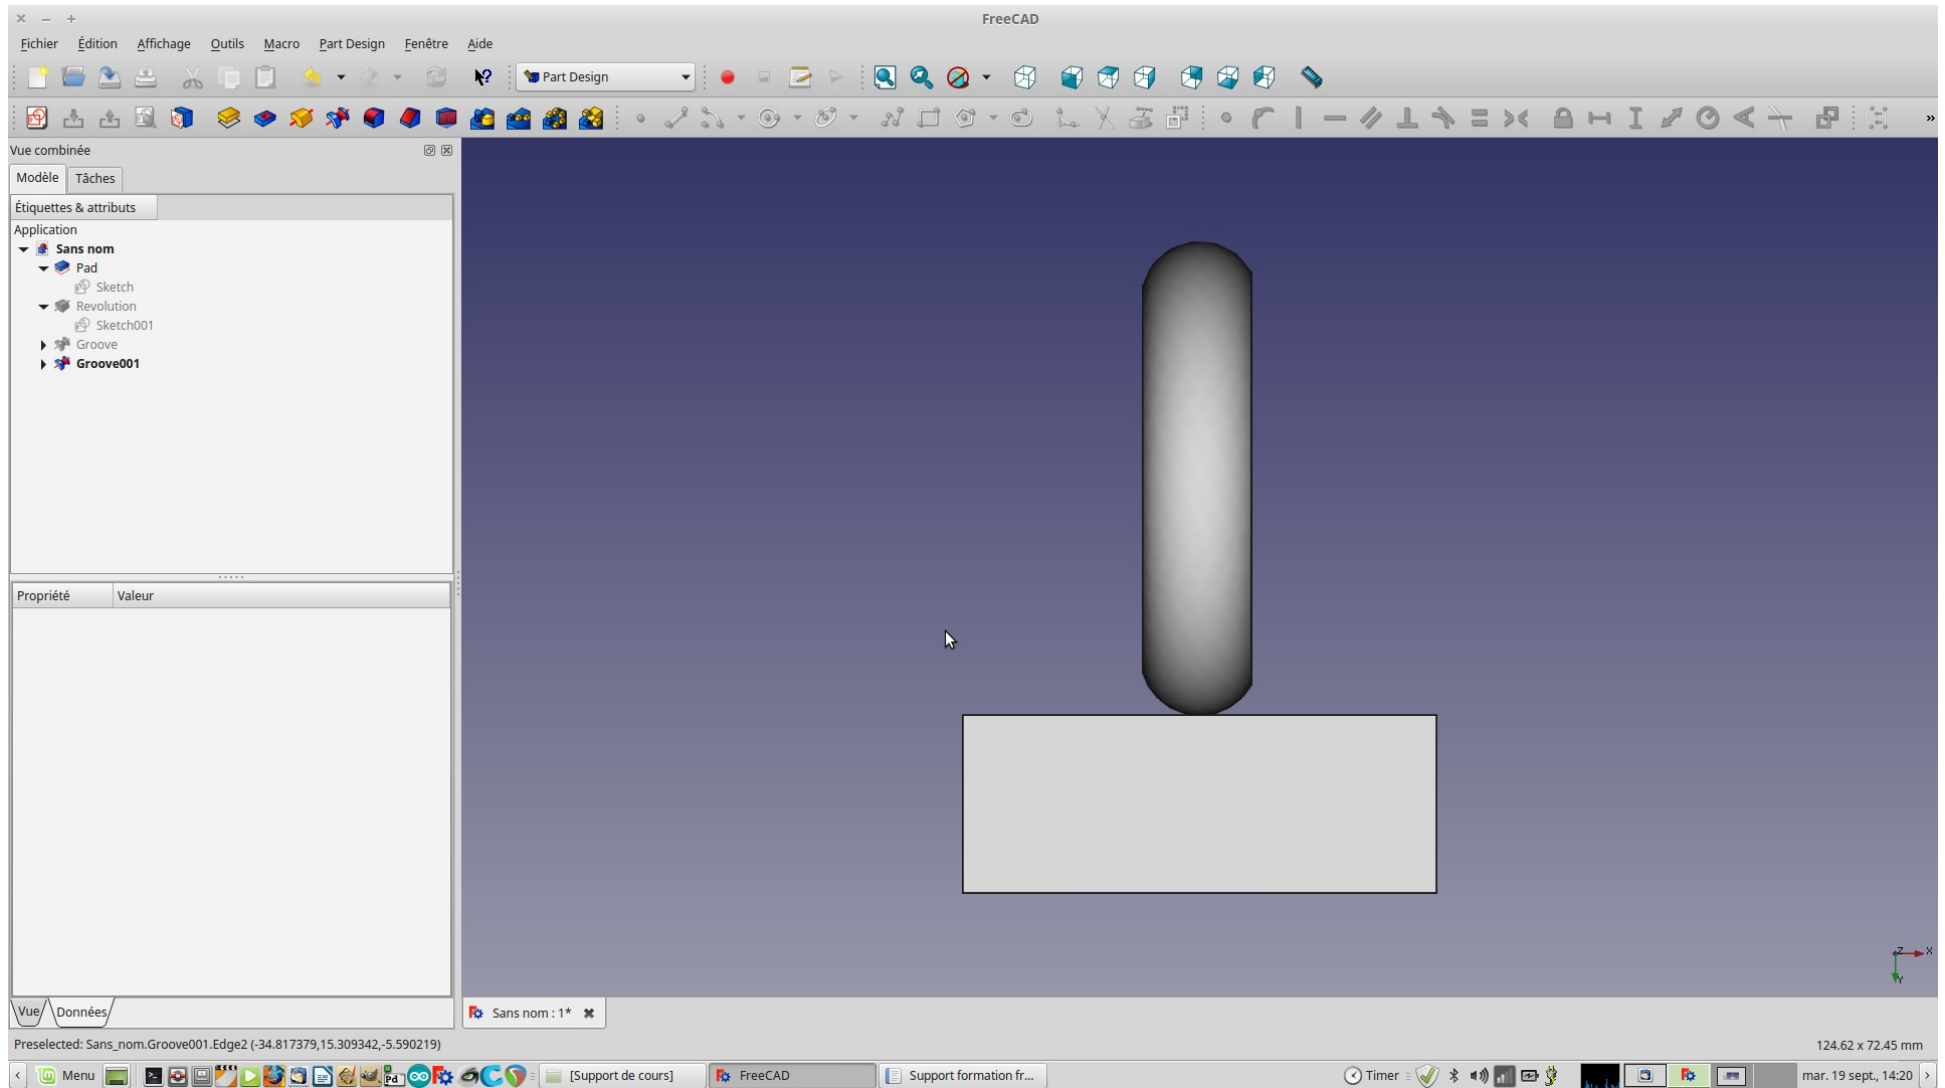 FreeCAD
Fichier Édition Affichage Outils Macro Part Design Fenêtre Aide
Part Design
Vue combinée
Modèle Tâches
Étiquettes & attributs
Application
Sans nom
Pad
Sketch
Revolution
Sketch001
Groove
Groove001
Propriété Valeur
Z X
Y
Vue Données
Sans nom : 1*
Preselected: Sans_nom.Groove001.Edge2 (-34.817379,15.309342,-5.590219) 124.62 x 72.45 mm
Menu Pd [Support de cours] FreeCAD Support formation fr... Timer mar. 19 sept., 14:20